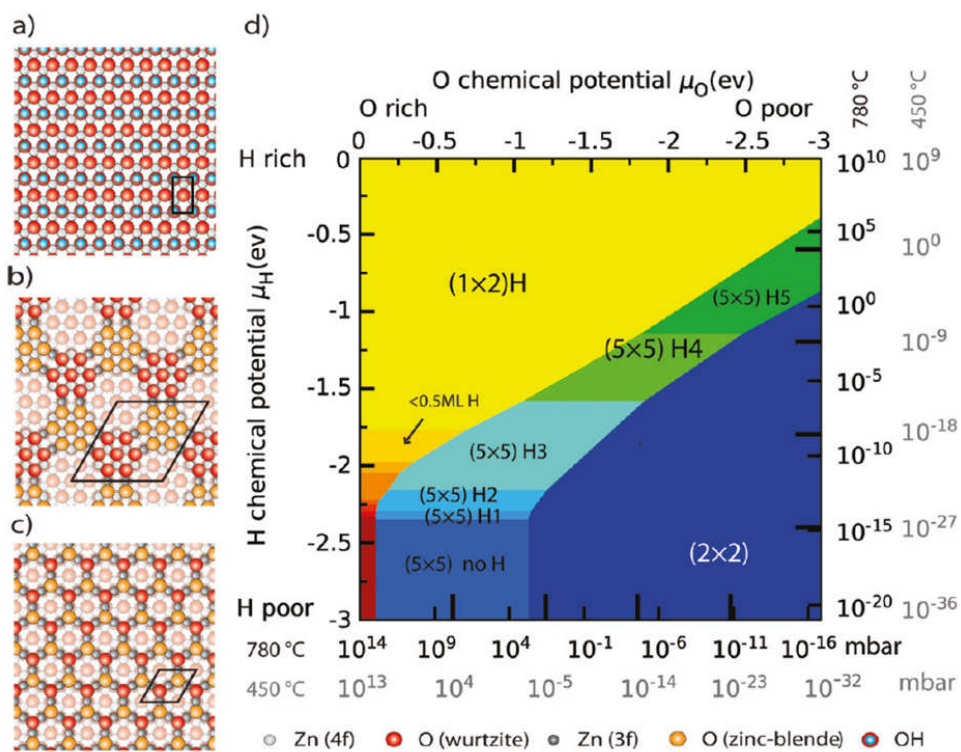 a)
b)
c)
d)
O chemical potential μO(ev)
O rich
O poor
0 -0.5 -1 -1.5 -2 -2.5 -3
780 °C
450 °C
H rich
H poor
H chemical potential μH(ev)
0
-0.5
-1
-1.5
-2
-2.5
-3
(1×2)H
(5×5) H5
(5×5) H4
<0.5ML H
(5×5) H3
(5×5) H2
(5×5) H1
(5×5) no H
(2×2)
10^10 10^9
10^5 10^0
10^0 10^-9
10^-5
10^-10 10^-18
10^-15 10^-27
10^-20 10^-36
780 °C 10^14 10^9 10^4 10^-1 10^-6 10^-11 10^-16 mbar
450 °C 10^13 10^4 10^-5 10^-14 10^-23 10^-32 mbar
Zn (4f) O (wurtzite) Zn (3f) O (zinc-blende) OH